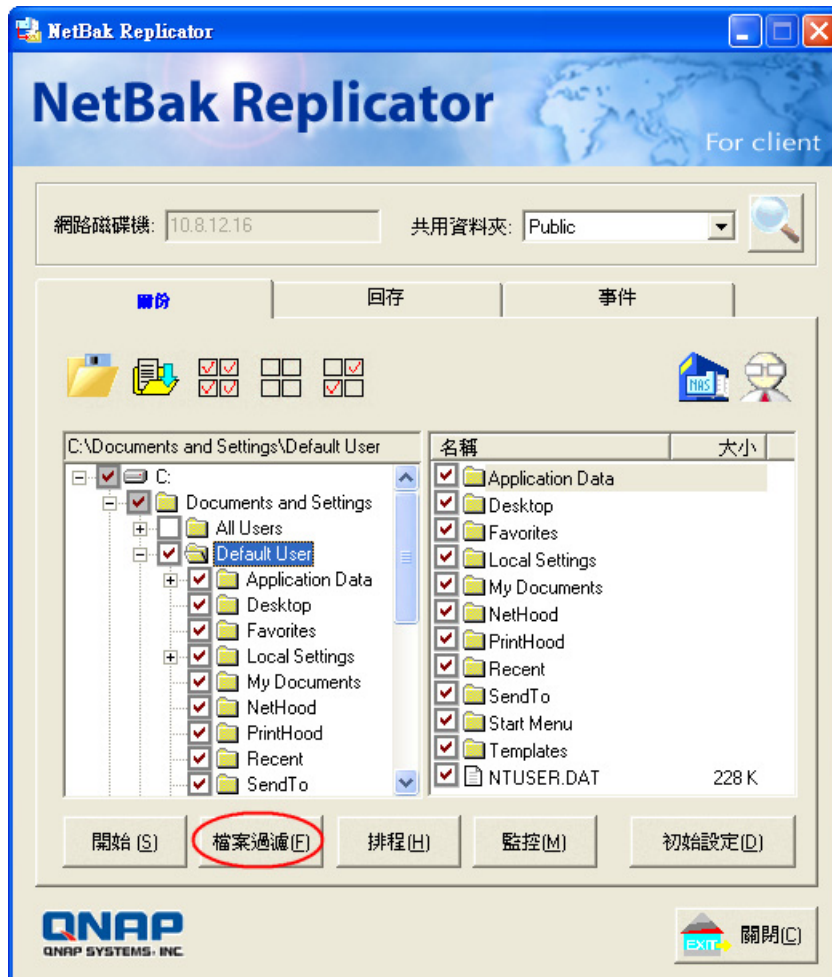 NetBak Replicator
NetBak Replicator
For client
網路磁碟機: 10.8.12.16 共用資料夾: Public
備份 回存 事件
NAS
C:\Documents and Settings\Default User
C:
Documents and Settings
All Users
Default User
Application Data
Desktop
Favorites
Local Settings
My Documents
NetHood
PrintHood
Recent
SendTo
名稱 大小
Application Data
Desktop
Favorites
Local Settings
My Documents
NetHood
PrintHood
Recent
SendTo
Start Menu
Templates
NTUSER.DAT 228 K
開始 (S) 檔案過濾(F) 排程(H) 監控(M) 初始設定(D)
QNAP
QNAP SYSTEMS, INC
EXIT 關閉(C)